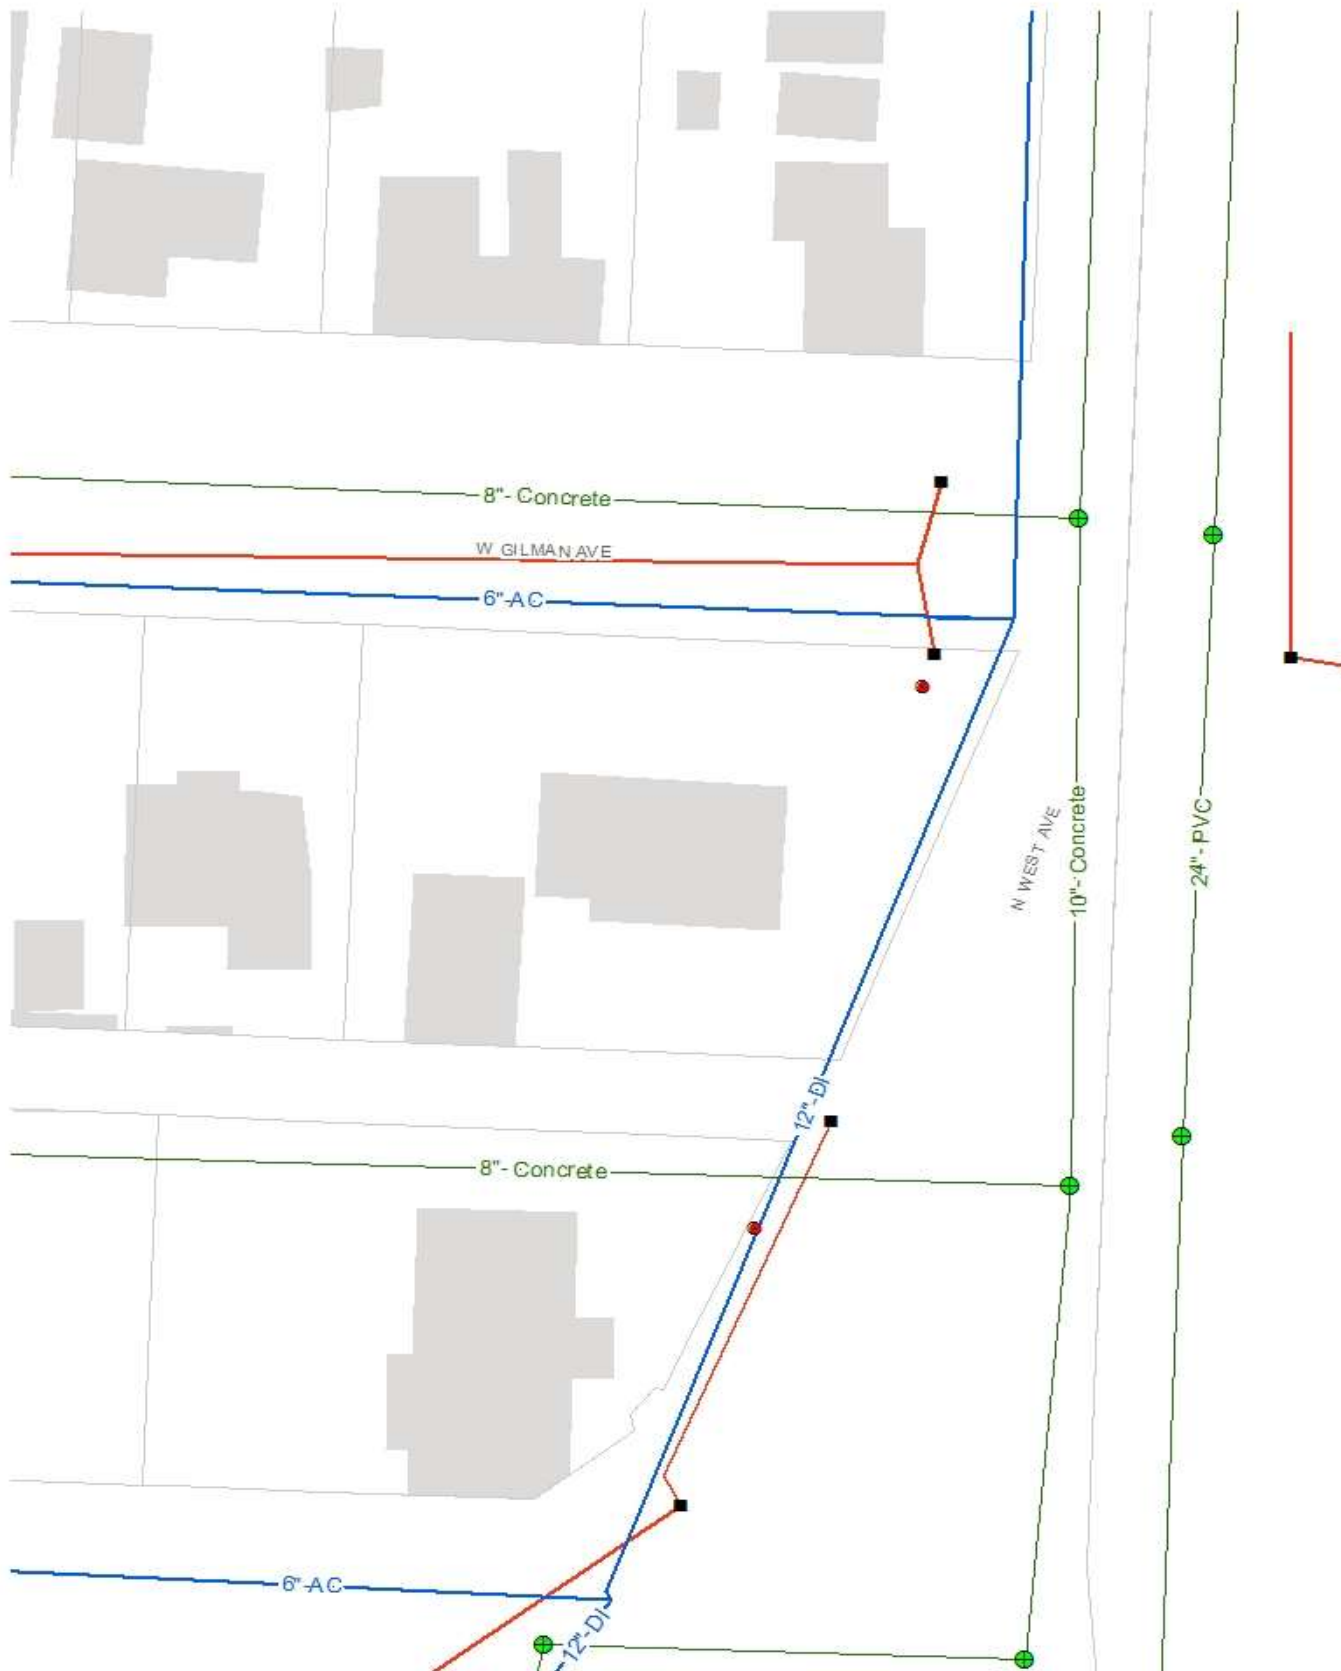 8"- Concrete
W GILMAN AVE
6"-AC
24"- PVC
10"- Concrete
N WEST AVE
12"-DI
8"- Concrete
6"-AC
12"-DI